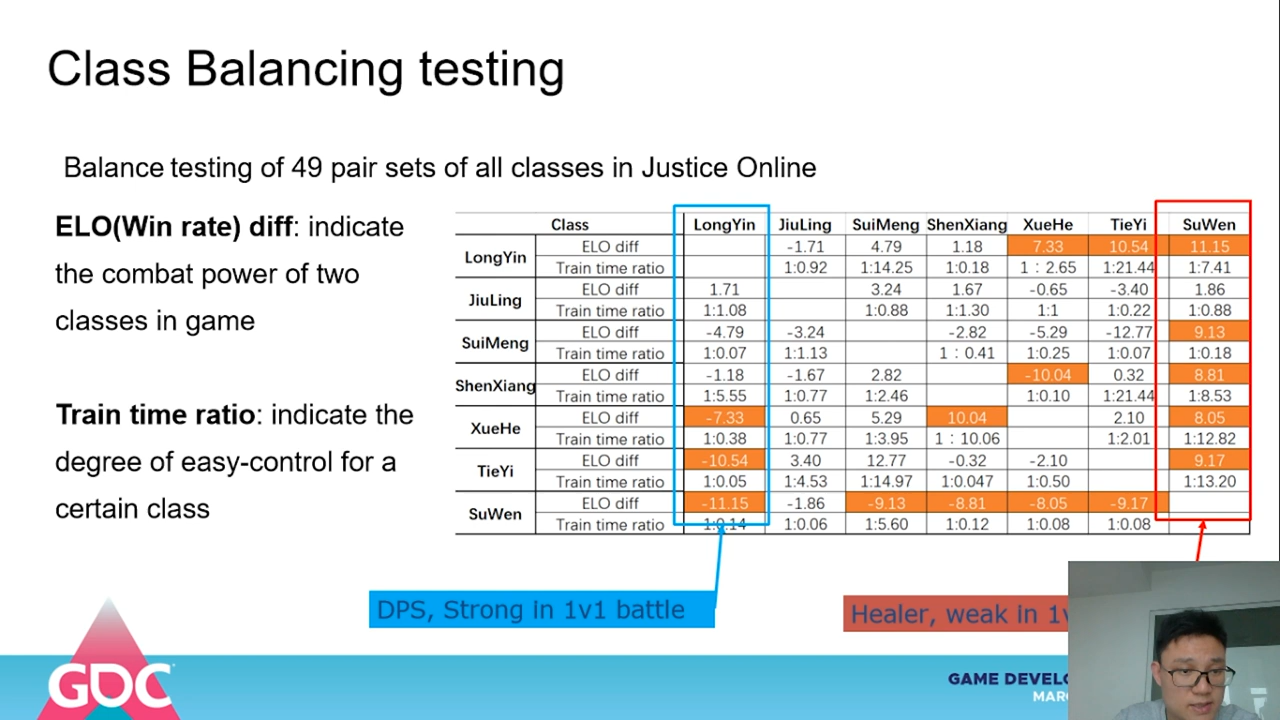 Class Balancing testing
Balance testing of 49 pair sets of all classes in Justice Online
ELO(Win rate) diff: indicate
the combat power of two
classes in game
Train time ratio: indicate the
degree of easy-control for a
certain class
Class LongYin JiuLing SuiMeng ShenXiang XueHe TieYi SuWen
LongYin ELO diff -1.71 4.79 1.18 7.33 10.54 11.15
Train time ratio 1:0.92 1:14.25 1:0.18 1：2.65 1:21.44 1:7.41
JiuLing ELO diff 1.71 3.24 1.67 -0.65 -3.40 1.86
Train time ratio 1:1.08 1:0.88 1:1.30 1:1 1:0.22 1:0.88
SuiMeng ELO diff -4.79 -3.24 -2.82 -5.29 -12.77 9.13
Train time ratio 1:0.07 1:1.13 1：0.41 1:0.25 1:0.07 1:0.18
ShenXiang ELO diff -1.18 -1.67 2.82 -10.04 0.32 8.81
Train time ratio 1:5.55 1:0.77 1:2.46 1:0.10 1:21.44 1:8.53
XueHe ELO diff -7.33 0.65 5.29 10.04 2.10 8.05
Train time ratio 1:0.38 1:0.77 1:3.95 1：10.06 1:2.01 1:12.82
TieYi ELO diff -10.54 3.40 12.77 -0.32 -2.10 9.17
Train time ratio 1:0.05 1:4.53 1:14.97 1:0.047 1:0.50 1:13.20
SuWen ELO diff -11.15 -1.86 -9.13 -8.81 -8.05 -9.17
Train time ratio 1:0.14 1:0.06 1:5.60 1:0.12 1:0.08 1:0.08
DPS, Strong in 1v1 battle
Healer, weak in
GDC
GAME